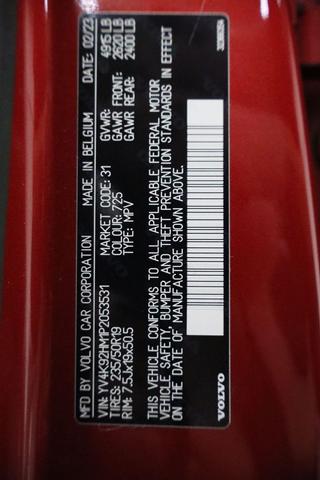 MFD BY VOLVO CAR CORPORATION MADE IN BELGIUM DATE: 02/23
VIN: YV4K92HM1P2053531 GVWR: 4915 LB
TIRES: 235/50R19 MARKET CODE: 31 GAWR FRONT: 2620 LB
RIM: 7.5Jx19x50.5 COLOUR: 725 GAWR REAR: 2400 LB
TYPE: MPV
THIS VEHICLE CONFORMS TO ALL APPLICABLE FEDERAL MOTOR
VEHICLE SAFETY, BUMPER AND THEFT PREVENTION STANDARDS IN EFFECT
ON THE DATE OF MANUFACTURE SHOWN ABOVE.
VOLVO